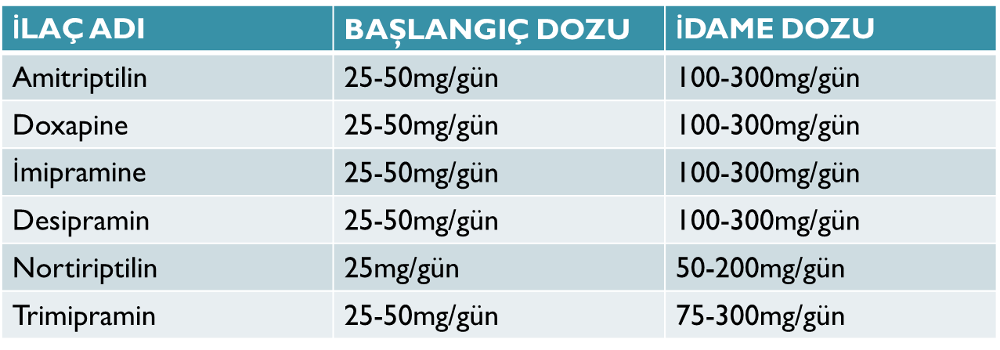 İLAÇ ADI BAŞLANGIÇ DOZU İDAME DOZU
Amitriptilin 25-50mg/gün 100-300mg/gün
Doxapine 25-50mg/gün 100-300mg/gün
İmipramine 25-50mg/gün 100-300mg/gün
Desipramin 25-50mg/gün 100-300mg/gün
Nortiriptilin 25mg/gün 50-200mg/gün
Trimipramin 25-50mg/gün 75-300mg/gün